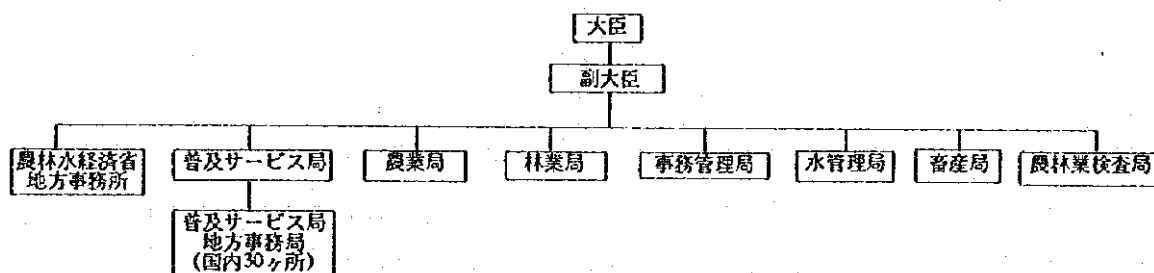 大臣
副大臣
農林水経済省
地方事務所
普及サービス局
農業局
林業局
事務管理局
水管理局
畜産局
農林業検査局
普及サービス局
地方事務局
(国内30ヶ所)